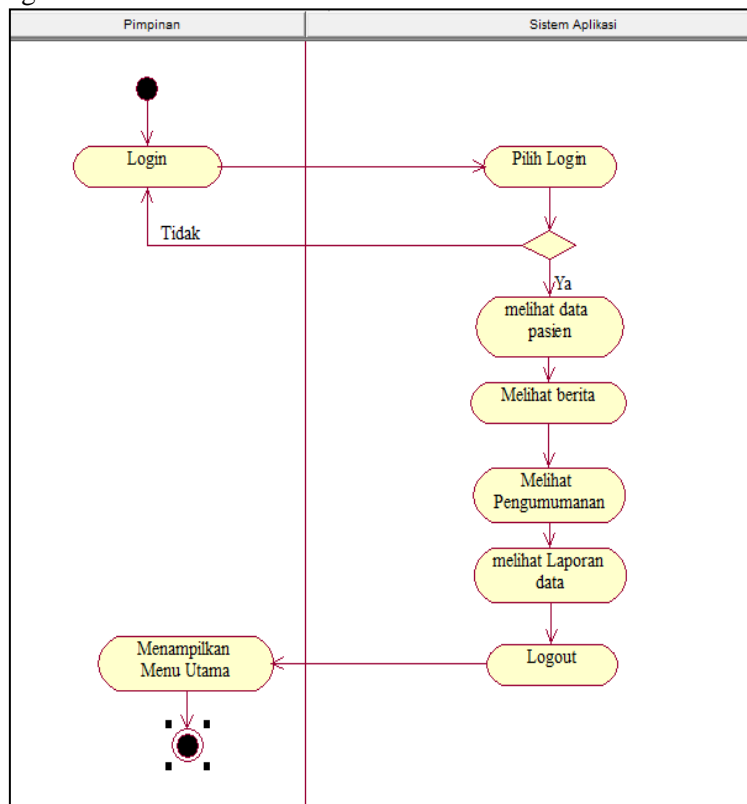 Pimpinan
Sistem Aplikasi
Login
Pilih Login
Tidak
Ya
melihat data
pasien
Melihat berita
Melihat
Pengumumanan
melihat Laporan
data
Menampilkan
Menu Utama
Logout